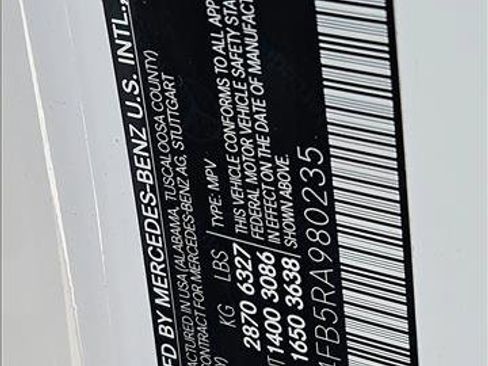 ED BY MERCEDES-BENZ U.S. INTL.,
ACTURED IN USA (ALABAMA, TUSCALOOSA COUNTY)
CONTRACT FOR MERCEDES-BENZ AG, STUTTGART
KG LBS TYPE: MPV
2870 6327 THIS VEHICLE CONFORMS TO ALL APP
1400 3086 FEDERAL MOTOR VEHICLE SAFETY STA
1650 3638 IN EFFECT ON THE DATE OF MANUFACT
SHOWN ABOVE.
FB5RA980235